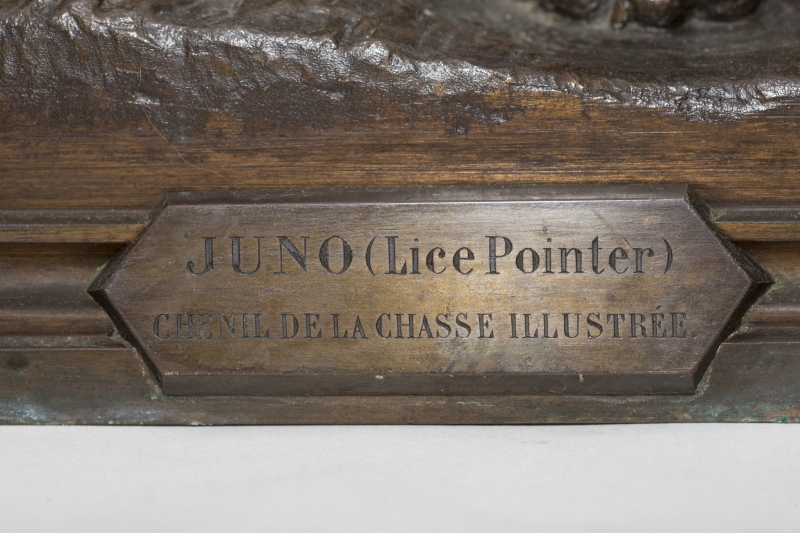 JUNO (Lice Pointer)
CHENIL DE LA CHASSE ILLUSTRÉE